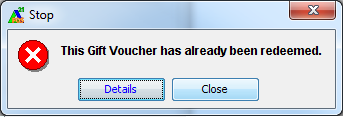 Stop
This Gift Voucher has already been redeemed.
Details
Close